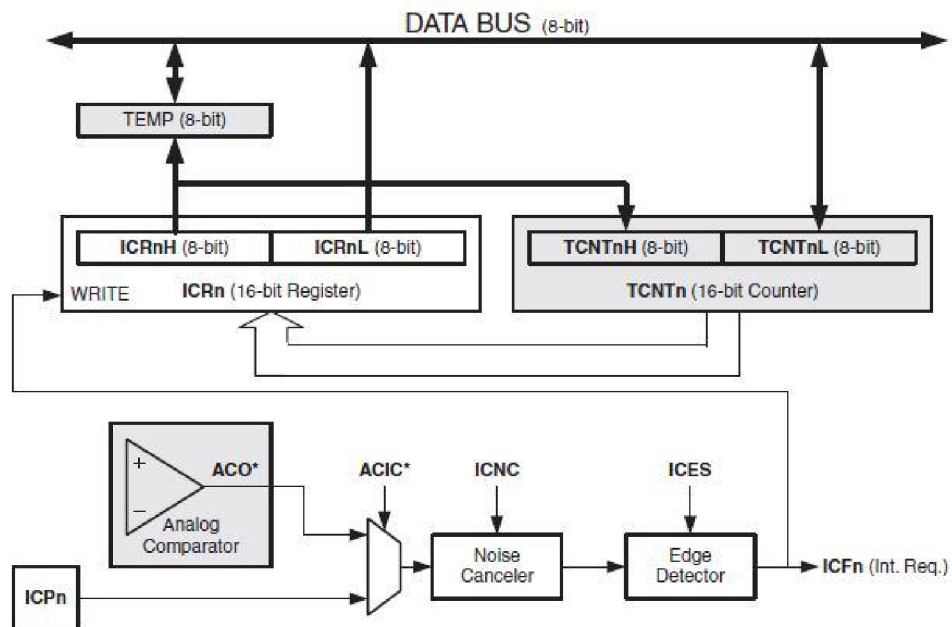 DATA BUS (8-bit)
TEMP (8-bit)
ICRnH (8-bit)
ICRnL (8-bit)
TCNTnH (8-bit)
TCNTnL (8-bit)
WRITE
ICRn (16-bit Register)
TCNTn (16-bit Counter)
+
ACO*
ACIC*
ICNC
ICES
−
Analog
Comparator
Noise
Canceler
Edge
Detector
ICFn (Int. Req.)
ICPn